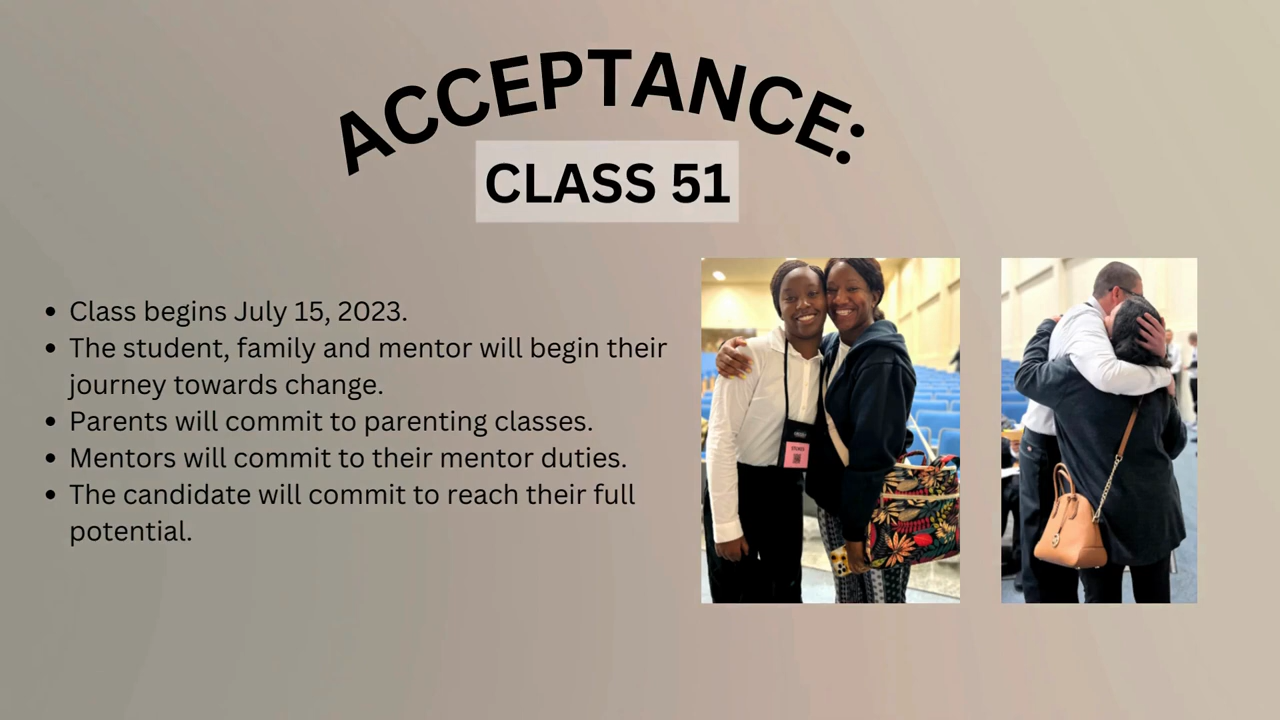 ACCEPTANCE:
CLASS 51
• Class begins July 15, 2023.
• The student, family and mentor will begin their
journey towards change.
• Parents will commit to parenting classes.
• Mentors will commit to their mentor duties.
• The candidate will commit to reach their full
potential.